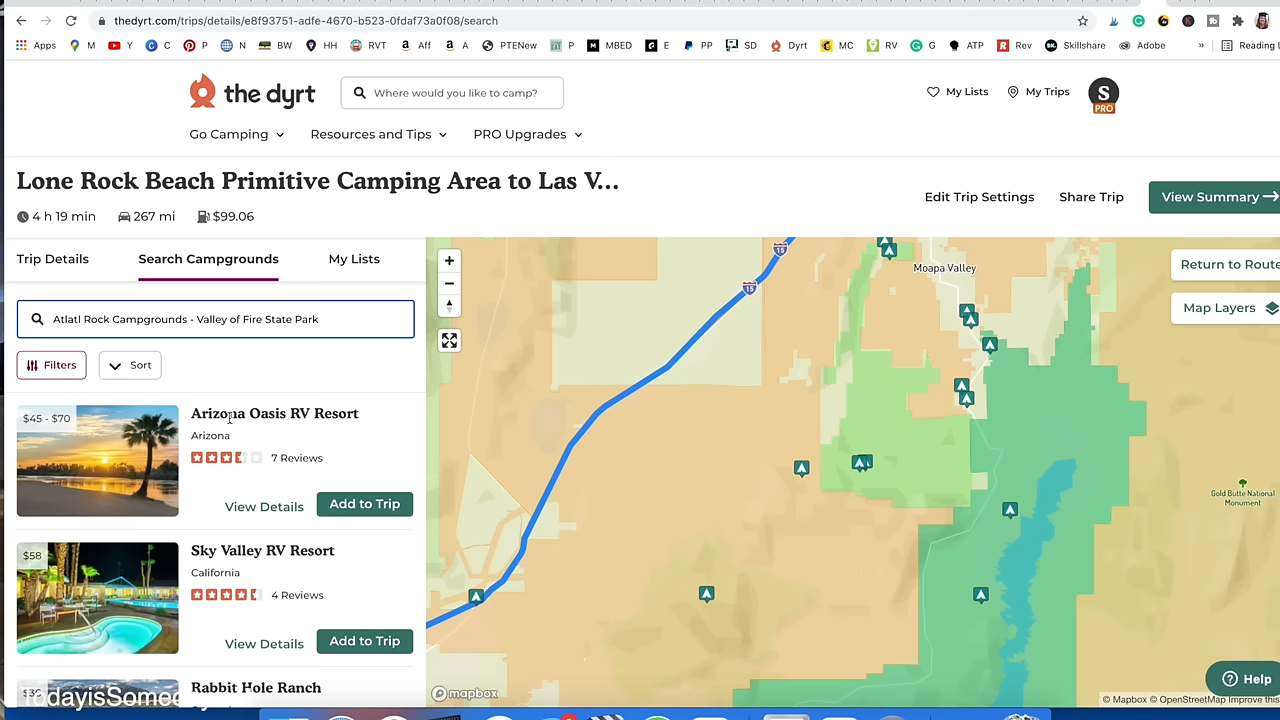 thedyrt.com/trips/details/e8f93751-adfe-4670-b523-0fdaf73a0f08/search
Apps M Y C P N BW HH RVT Aff A PTENew P MBED E PP SD Dyrt MC RV G ATP Rev Skillshare Adobe » Reading L
the dyrt
Where would you like to camp?
My Lists
My Trips
S
PRO
Go Camping
Resources and Tips
PRO Upgrades
Lone Rock Beach Primitive Camping Area to Las V...
4 h 19 min
267 mi
$99.06
Edit Trip Settings
Share Trip
View Summary
Trip Details
Search Campgrounds
My Lists
Atlatl Rock Campgrounds - Valley of Fire State Park
Filters
Sort
$45 - $70
Arizona Oasis RV Resort
Arizona
7 Reviews
View Details
Add to Trip
$58
Sky Valley RV Resort
California
4 Reviews
View Details
Add to Trip
Rabbit Hole Ranch
15
15
Moapa Valley
Gold Butte National
Monument
Return to Route
Map Layers
Help
mapbox
© Mapbox © OpenStreetMap Improve this